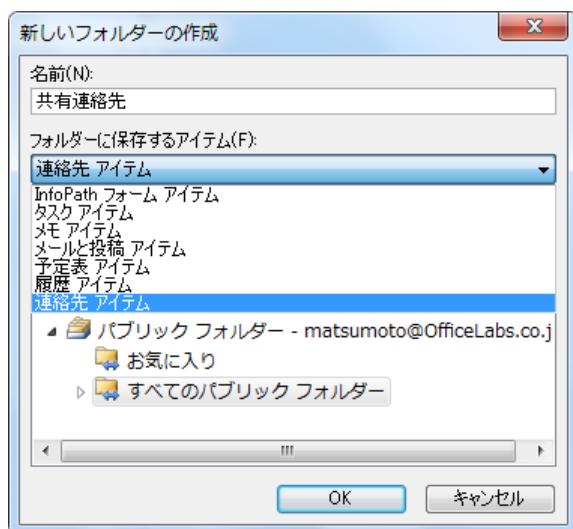 新しいフォルダーの作成
名前(N):
共有連絡先
フォルダーに保存するアイテム(F):
連絡先 アイテム
InfoPath フォーム アイテム
タスク アイテム
メモ アイテム
メールと投稿 アイテム
予定表 アイテム
履歴 アイテム
連絡先 アイテム
パブリック フォルダー - matsumoto@OfficeLabs.co.j
お気に入り
すべてのパブリック フォルダー
OK
キャンセル